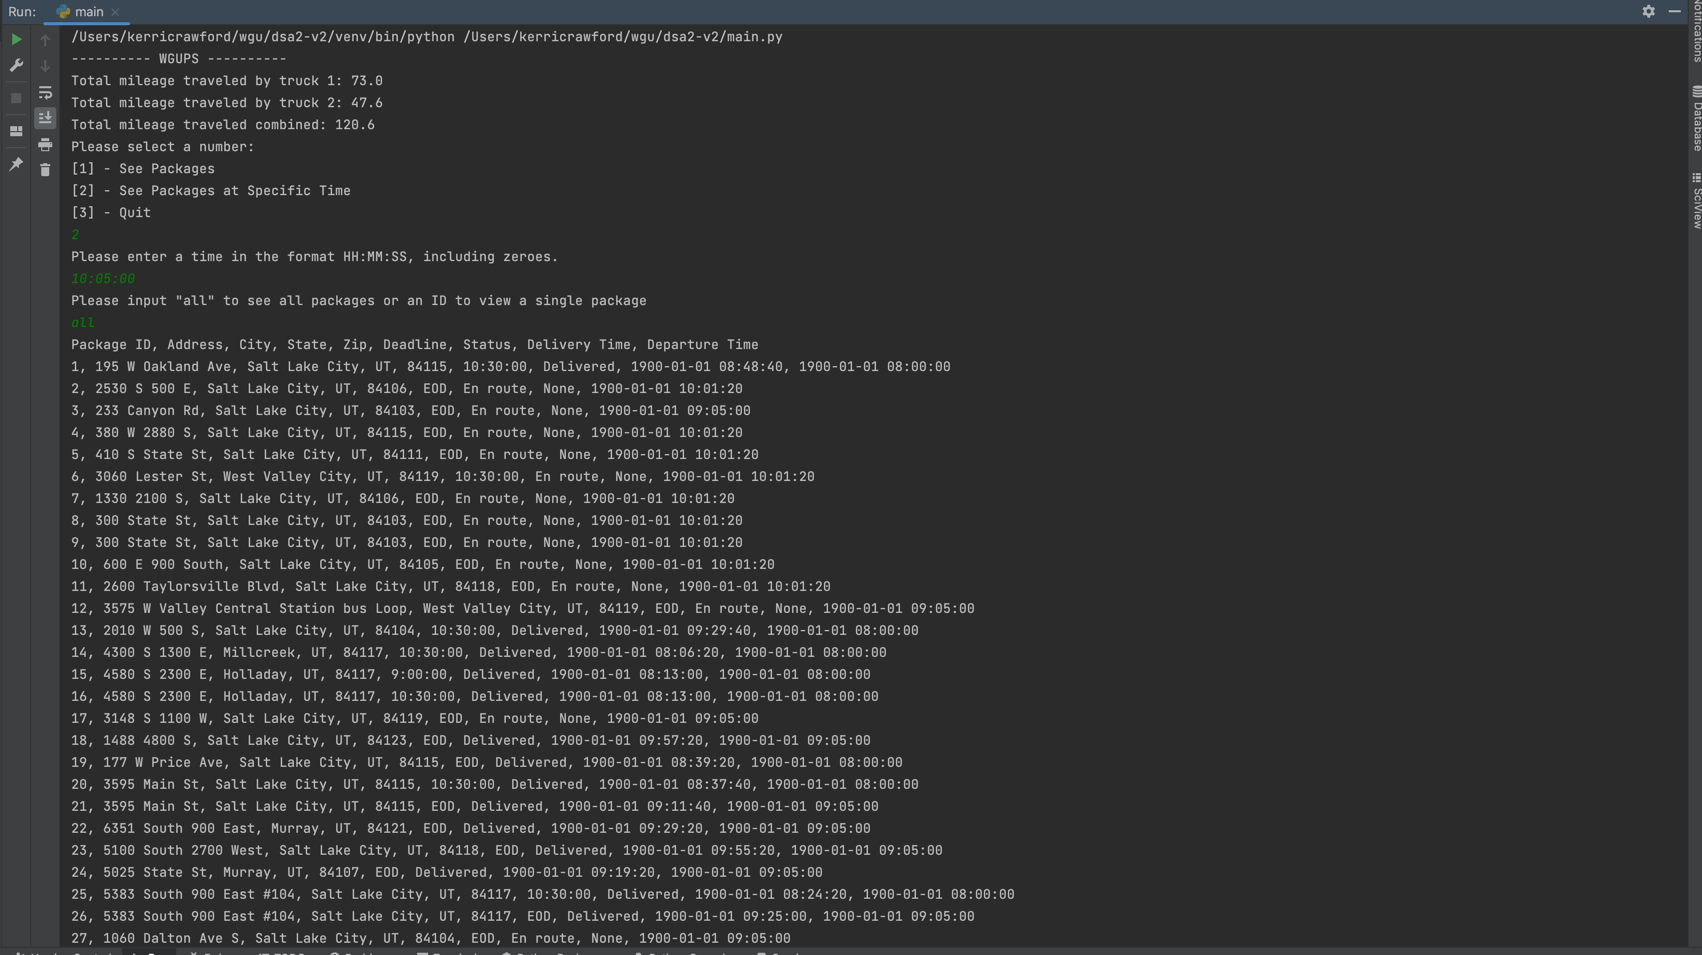 Run: main
/Users/kerricrawford/wgu/dsa2-v2/venv/bin/python /Users/kerricrawford/wgu/dsa2-v2/main.py
---------- WGUPS ----------
Total mileage traveled by truck 1: 73.0
Total mileage traveled by truck 2: 47.6
Total mileage traveled combined: 120.6
Please select a number:
[1] - See Packages
[2] - See Packages at Specific Time
[3] - Quit
2
Please enter a time in the format HH:MM:SS, including zeroes.
10:05:00
Please input "all" to see all packages or an ID to view a single package
all
Package ID, Address, City, State, Zip, Deadline, Status, Delivery Time, Departure Time
1, 195 W Oakland Ave, Salt Lake City, UT, 84115, 10:30:00, Delivered, 1900-01-01 08:48:40, 1900-01-01 08:00:00
2, 2530 S 500 E, Salt Lake City, UT, 84106, EOD, En route, None, 1900-01-01 10:01:20
3, 233 Canyon Rd, Salt Lake City, UT, 84103, EOD, En route, None, 1900-01-01 09:05:00
4, 380 W 2880 S, Salt Lake City, UT, 84115, EOD, En route, None, 1900-01-01 10:01:20
5, 410 S State St, Salt Lake City, UT, 84111, EOD, En route, None, 1900-01-01 10:01:20
6, 3060 Lester St, West Valley City, UT, 84119, 10:30:00, En route, None, 1900-01-01 10:01:20
7, 1330 2100 S, Salt Lake City, UT, 84106, EOD, En route, None, 1900-01-01 10:01:20
8, 300 State St, Salt Lake City, UT, 84103, EOD, En route, None, 1900-01-01 10:01:20
9, 300 State St, Salt Lake City, UT, 84103, EOD, En route, None, 1900-01-01 10:01:20
10, 600 E 900 South, Salt Lake City, UT, 84105, EOD, En route, None, 1900-01-01 10:01:20
11, 2600 Taylorsville Blvd, Salt Lake City, UT, 84118, EOD, En route, None, 1900-01-01 10:01:20
12, 3575 W Valley Central Station bus Loop, West Valley City, UT, 84119, EOD, En route, None, 1900-01-01 09:05:00
13, 2010 W 500 S, Salt Lake City, UT, 84104, 10:30:00, Delivered, 1900-01-01 09:29:40, 1900-01-01 08:00:00
14, 4300 S 1300 E, Millcreek, UT, 84117, 10:30:00, Delivered, 1900-01-01 08:06:20, 1900-01-01 08:00:00
15, 4580 S 2300 E, Holladay, UT, 84117, 9:00:00, Delivered, 1900-01-01 08:13:00, 1900-01-01 08:00:00
16, 4580 S 2300 E, Holladay, UT, 84117, 10:30:00, Delivered, 1900-01-01 08:13:00, 1900-01-01 08:00:00
17, 3148 S 1100 W, Salt Lake City, UT, 84119, EOD, En route, None, 1900-01-01 09:05:00
18, 1488 4800 S, Salt Lake City, UT, 84123, EOD, Delivered, 1900-01-01 09:57:20, 1900-01-01 09:05:00
19, 177 W Price Ave, Salt Lake City, UT, 84115, EOD, Delivered, 1900-01-01 08:39:20, 1900-01-01 08:00:00
20, 3595 Main St, Salt Lake City, UT, 84115, 10:30:00, Delivered, 1900-01-01 08:37:40, 1900-01-01 08:00:00
21, 3595 Main St, Salt Lake City, UT, 84115, EOD, Delivered, 1900-01-01 09:11:40, 1900-01-01 09:05:00
22, 6351 South 900 East, Murray, UT, 84121, EOD, Delivered, 1900-01-01 09:29:20, 1900-01-01 09:05:00
23, 5100 South 2700 West, Salt Lake City, UT, 84118, EOD, Delivered, 1900-01-01 09:55:20, 1900-01-01 09:05:00
24, 5025 State St, Murray, UT, 84107, EOD, Delivered, 1900-01-01 09:19:20, 1900-01-01 09:05:00
25, 5383 South 900 East #104, Salt Lake City, UT, 84117, 10:30:00, Delivered, 1900-01-01 08:24:20, 1900-01-01 08:00:00
26, 5383 South 900 East #104, Salt Lake City, UT, 84117, EOD, Delivered, 1900-01-01 09:25:00, 1900-01-01 09:05:00
27, 1060 Dalton Ave S, Salt Lake City, UT, 84104, EOD, En route, None, 1900-01-01 09:05:00
Notifications
Database
SciView